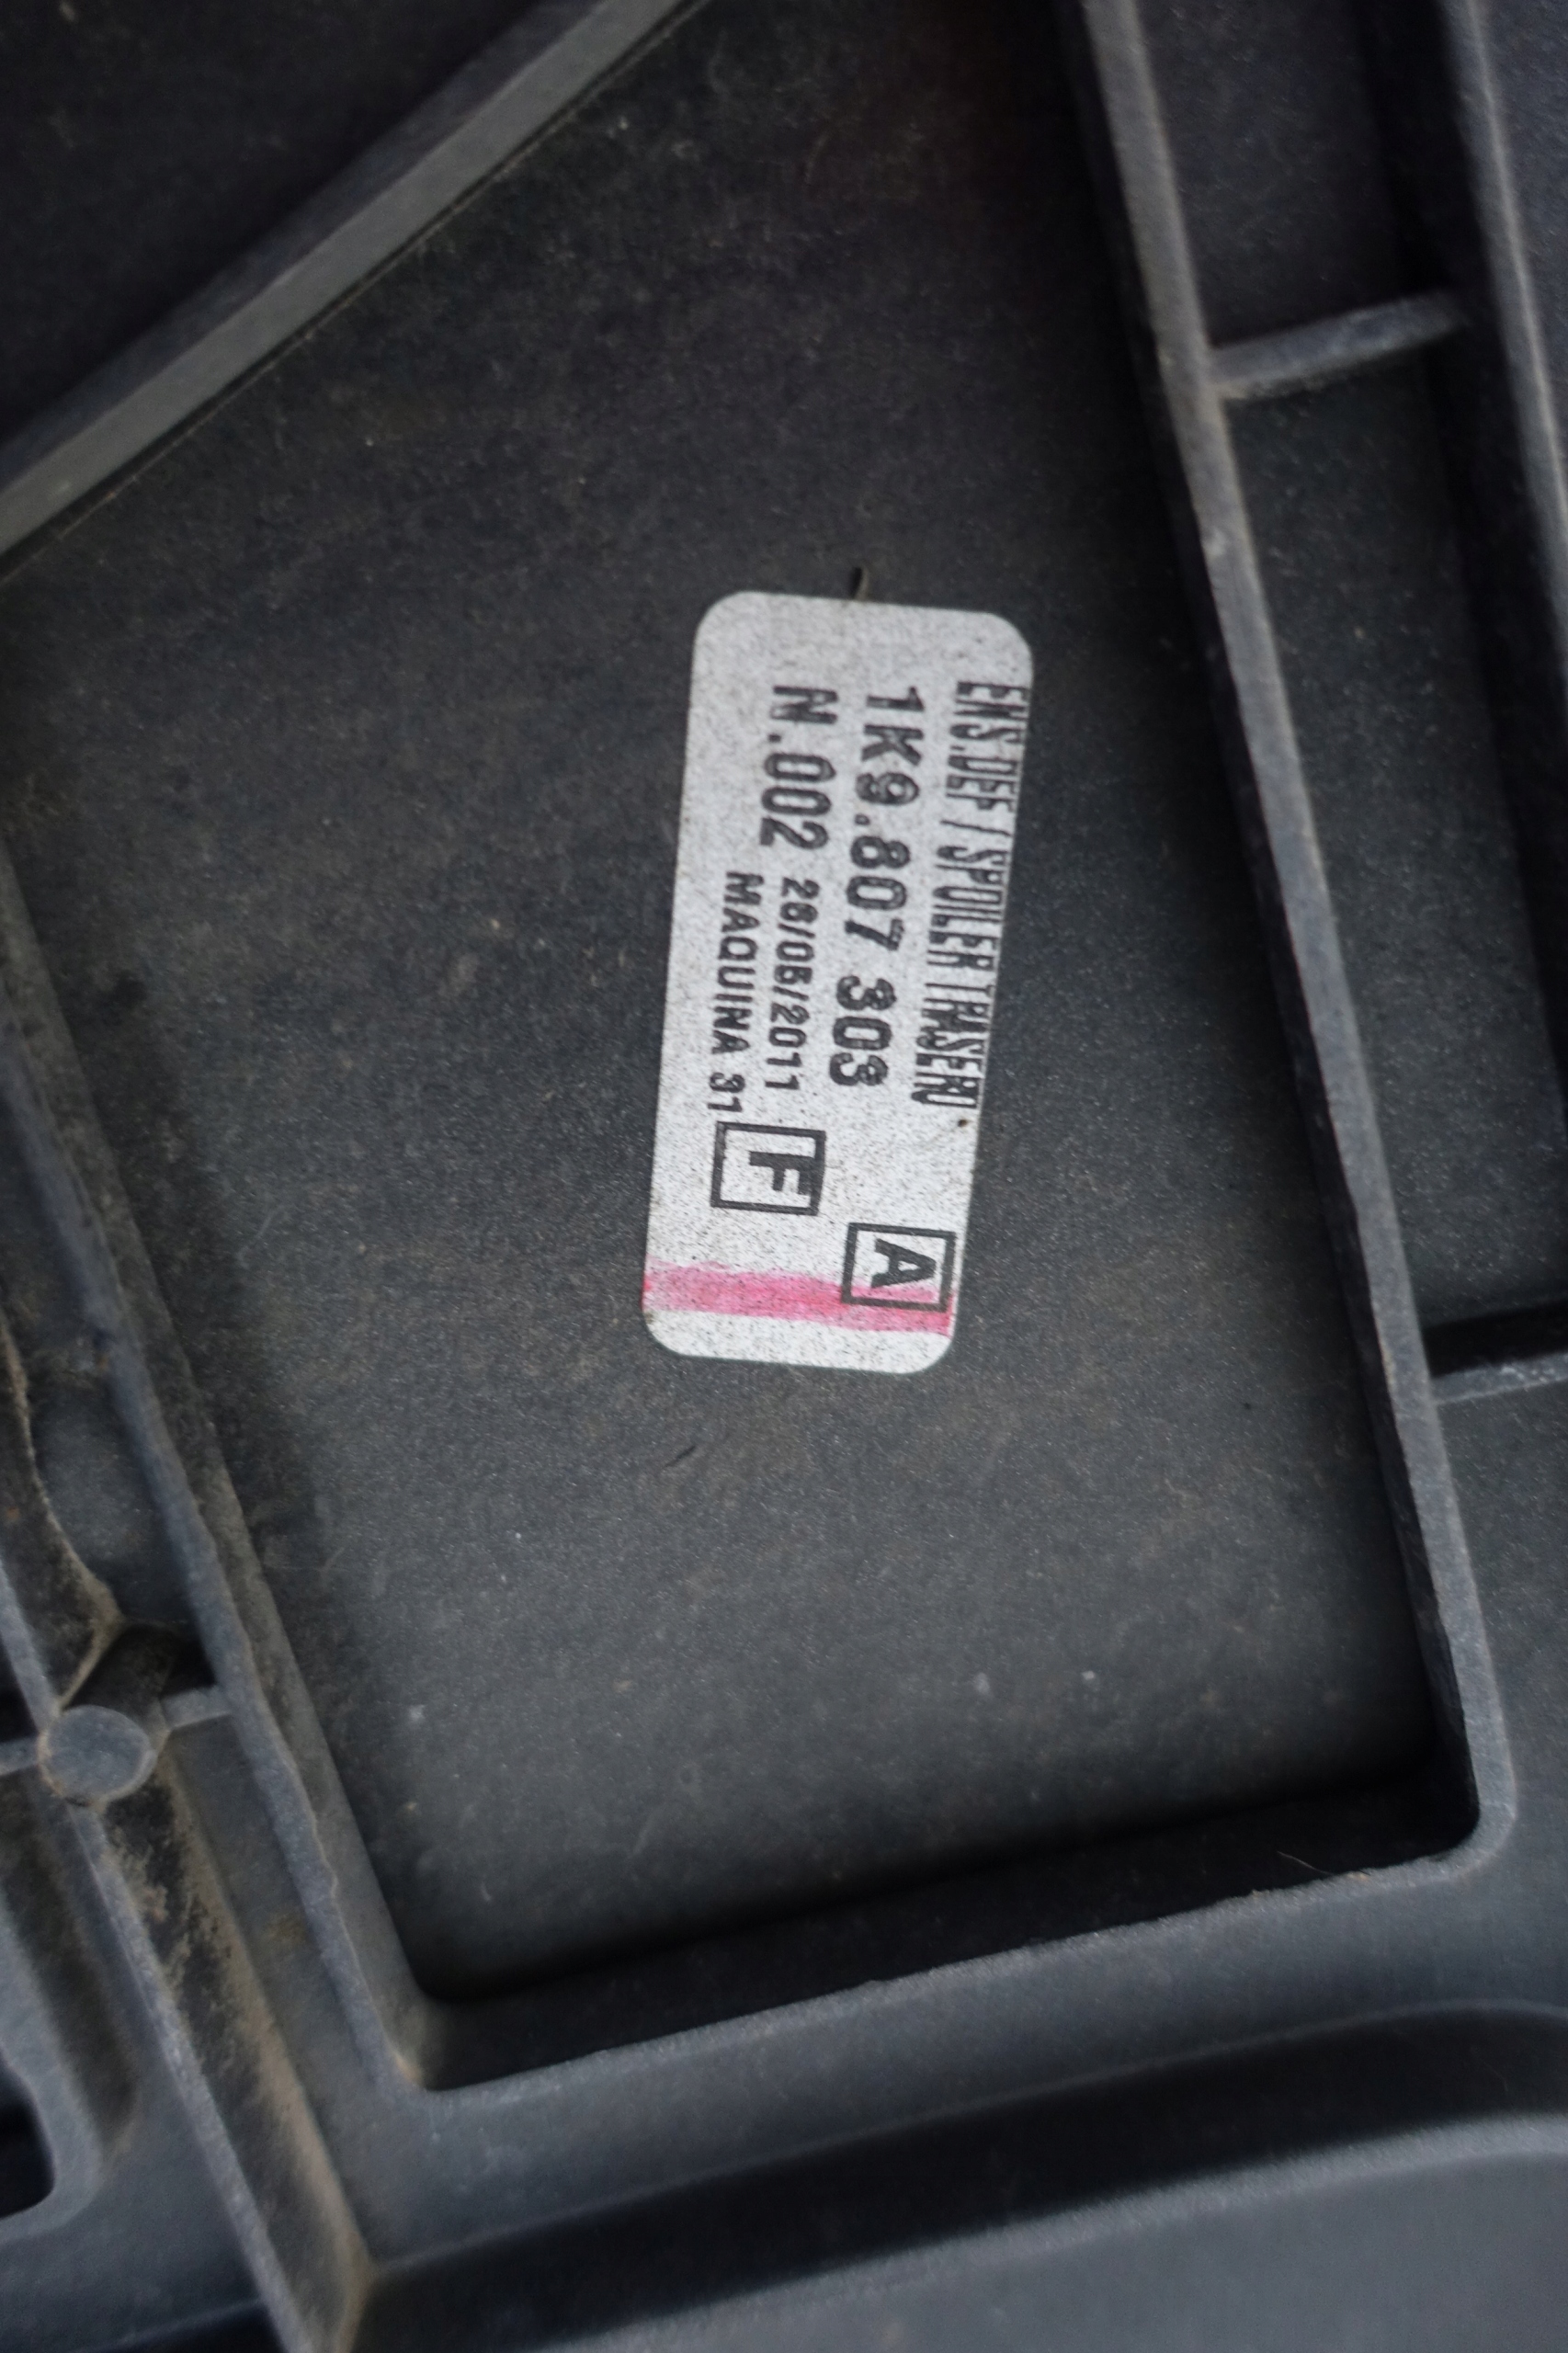 ENS.DEF / SPOILER TRASERO
1K9.807 303
A
N.002 28/05/2011
MAQUINA 31
F